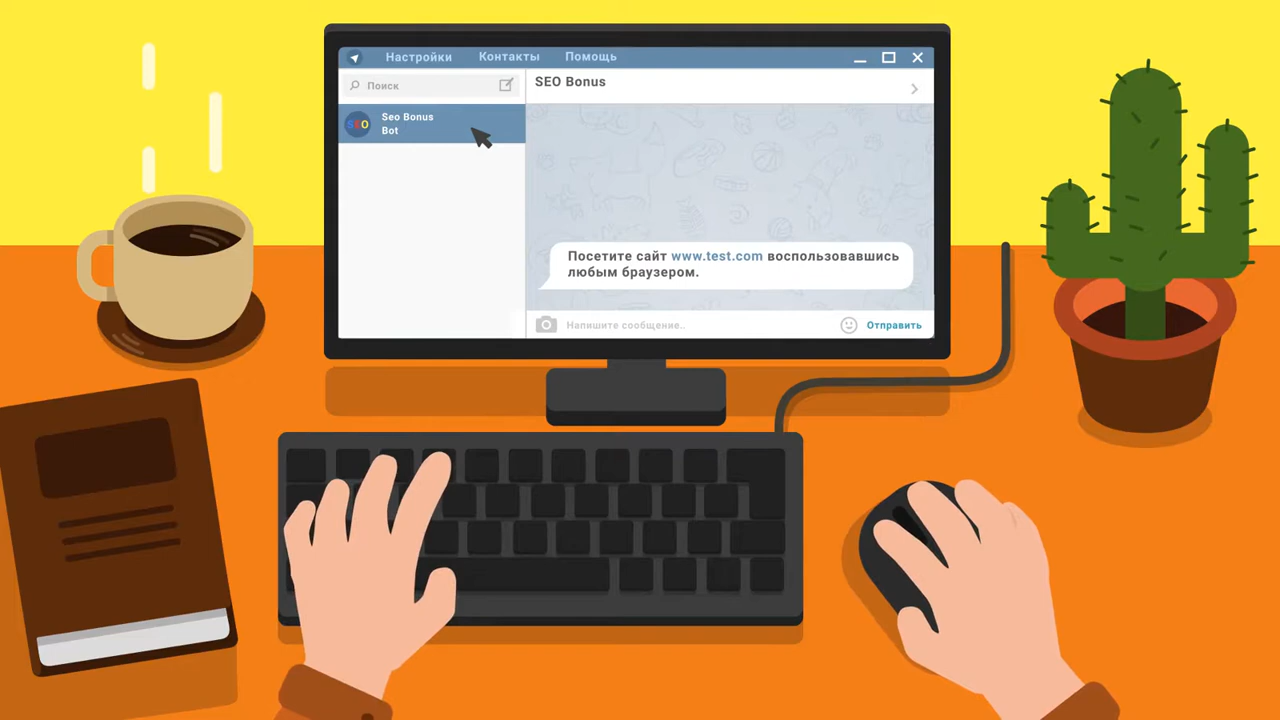 Настройки Контакты Помощь
Поиск
SEO Bonus
SEO
Seo Bonus
Bot
Посетите сайт www.test.com воспользовавшись
любым браузером.
Напишите сообщение..
Отправить